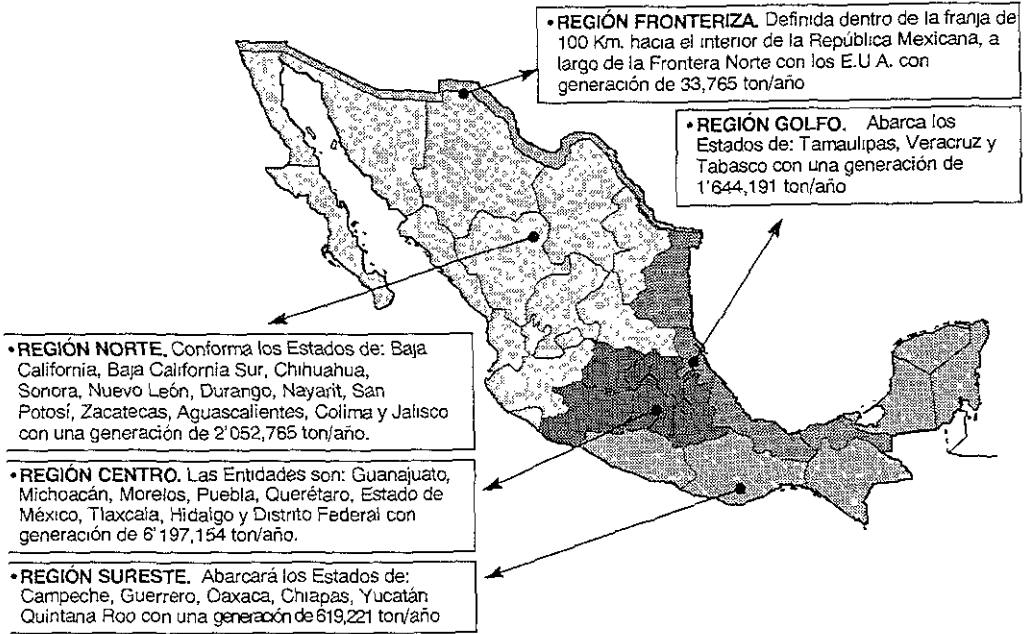 • REGIÓN FRONTERIZA. Definida dentro de la franja de
100 Km. hacia el interior de la República Mexicana, a
largo de la Frontera Norte con los E.U A. con
generación de 33,765 ton/año
• REGIÓN GOLFO. Abarca los
Estados de: Tamaulipas, Veracruz y
Tabasco con una generación de
1'644,191 ton/año
• REGIÓN NORTE. Conforma los Estados de: Baja
California, Baja California Sur, Chihuahua,
Sonora, Nuevo León, Durango, Nayarit, San
Potosí, Zacatecas, Aguascalientes, Colima y Jalisco
con una generación de 2'052,765 ton/año.
• REGIÓN CENTRO. Las Entidades son: Guanajuato,
Michoacán, Morelos, Puebla, Querétaro, Estado de
México, Tlaxcala, Hidalgo y Distrito Federal con
generación de 6'197,154 ton/año.
• REGIÓN SURESTE. Abarcará los Estados de:
Campeche, Guerrero, Oaxaca, Chiapas, Yucatán
Quintana Roo con una generación de 619,221 ton/año